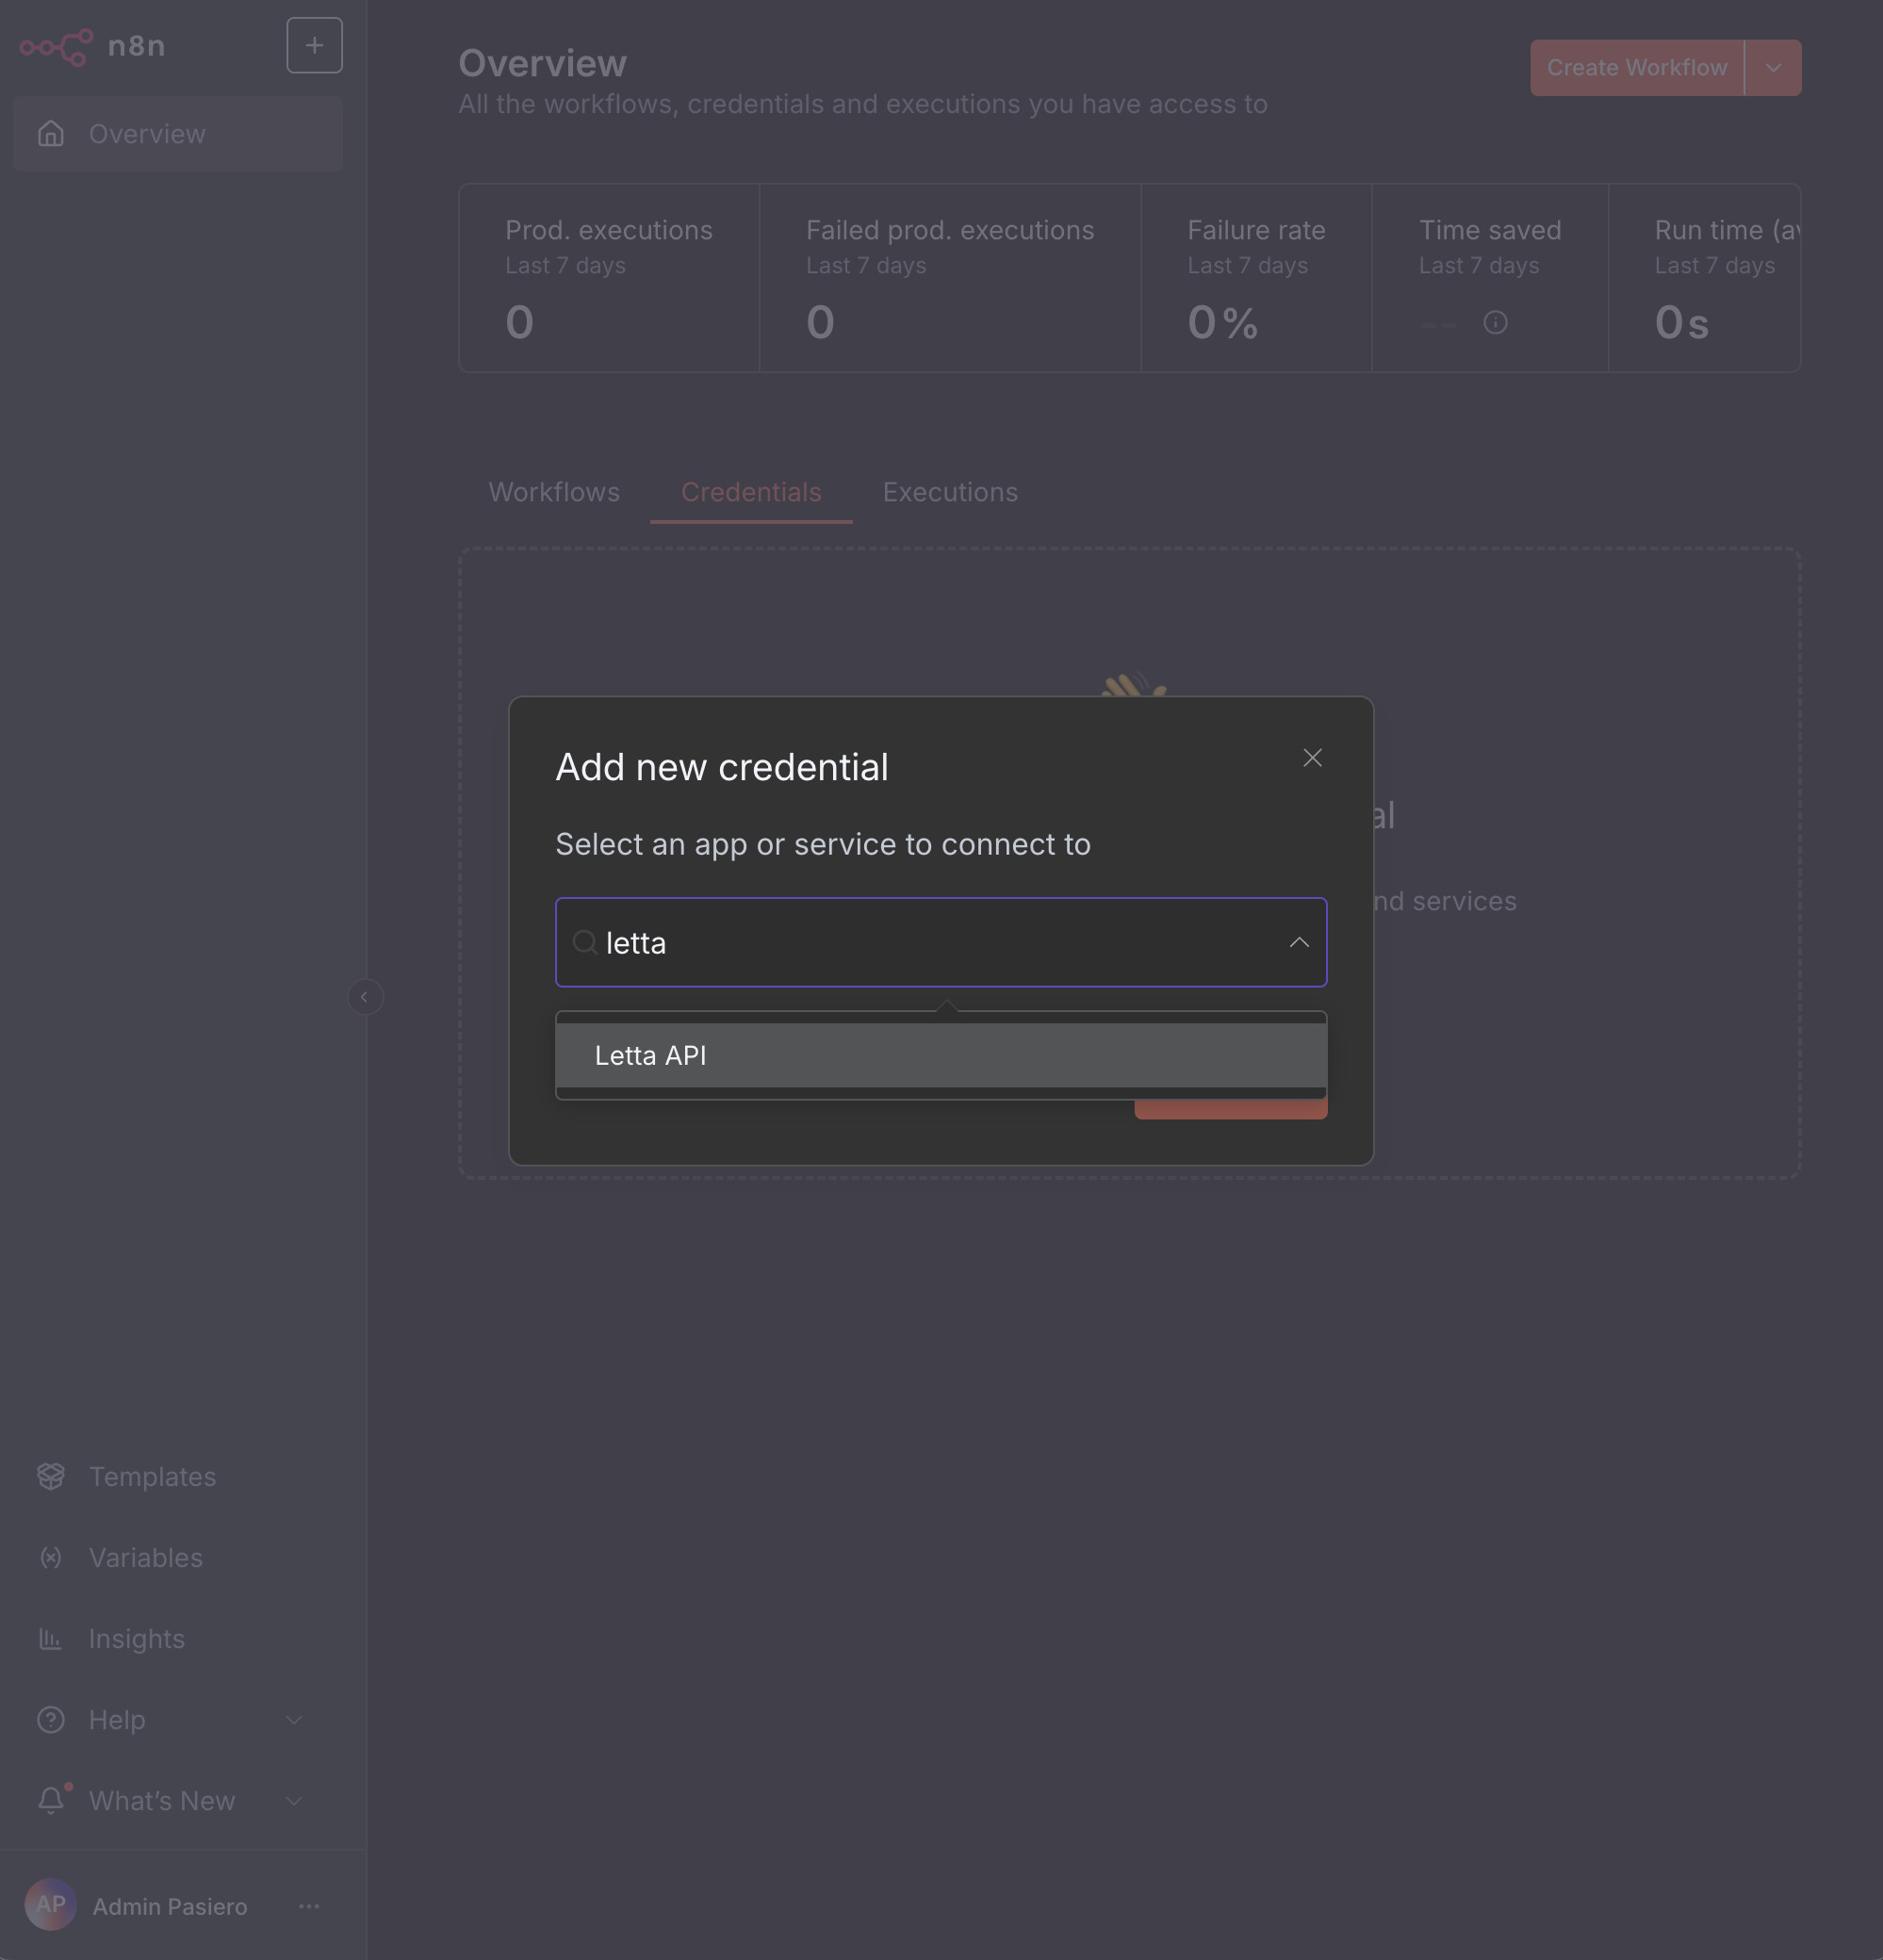 n8n
Overview
Overview
All the workflows, credentials and executions you have access to
Create Workflow
Prod. executions
Last 7 days
0
Failed prod. executions
Last 7 days
0
Failure rate
Last 7 days
0%
Time saved
Last 7 days
--
Run time (av
Last 7 days
0s
Workflows
Credentials
Executions
Add new credential
Select an app or service to connect to
letta
Letta API
al
nd services
Templates
Variables
Insights
Help
What's New
AP
Admin Pasiero